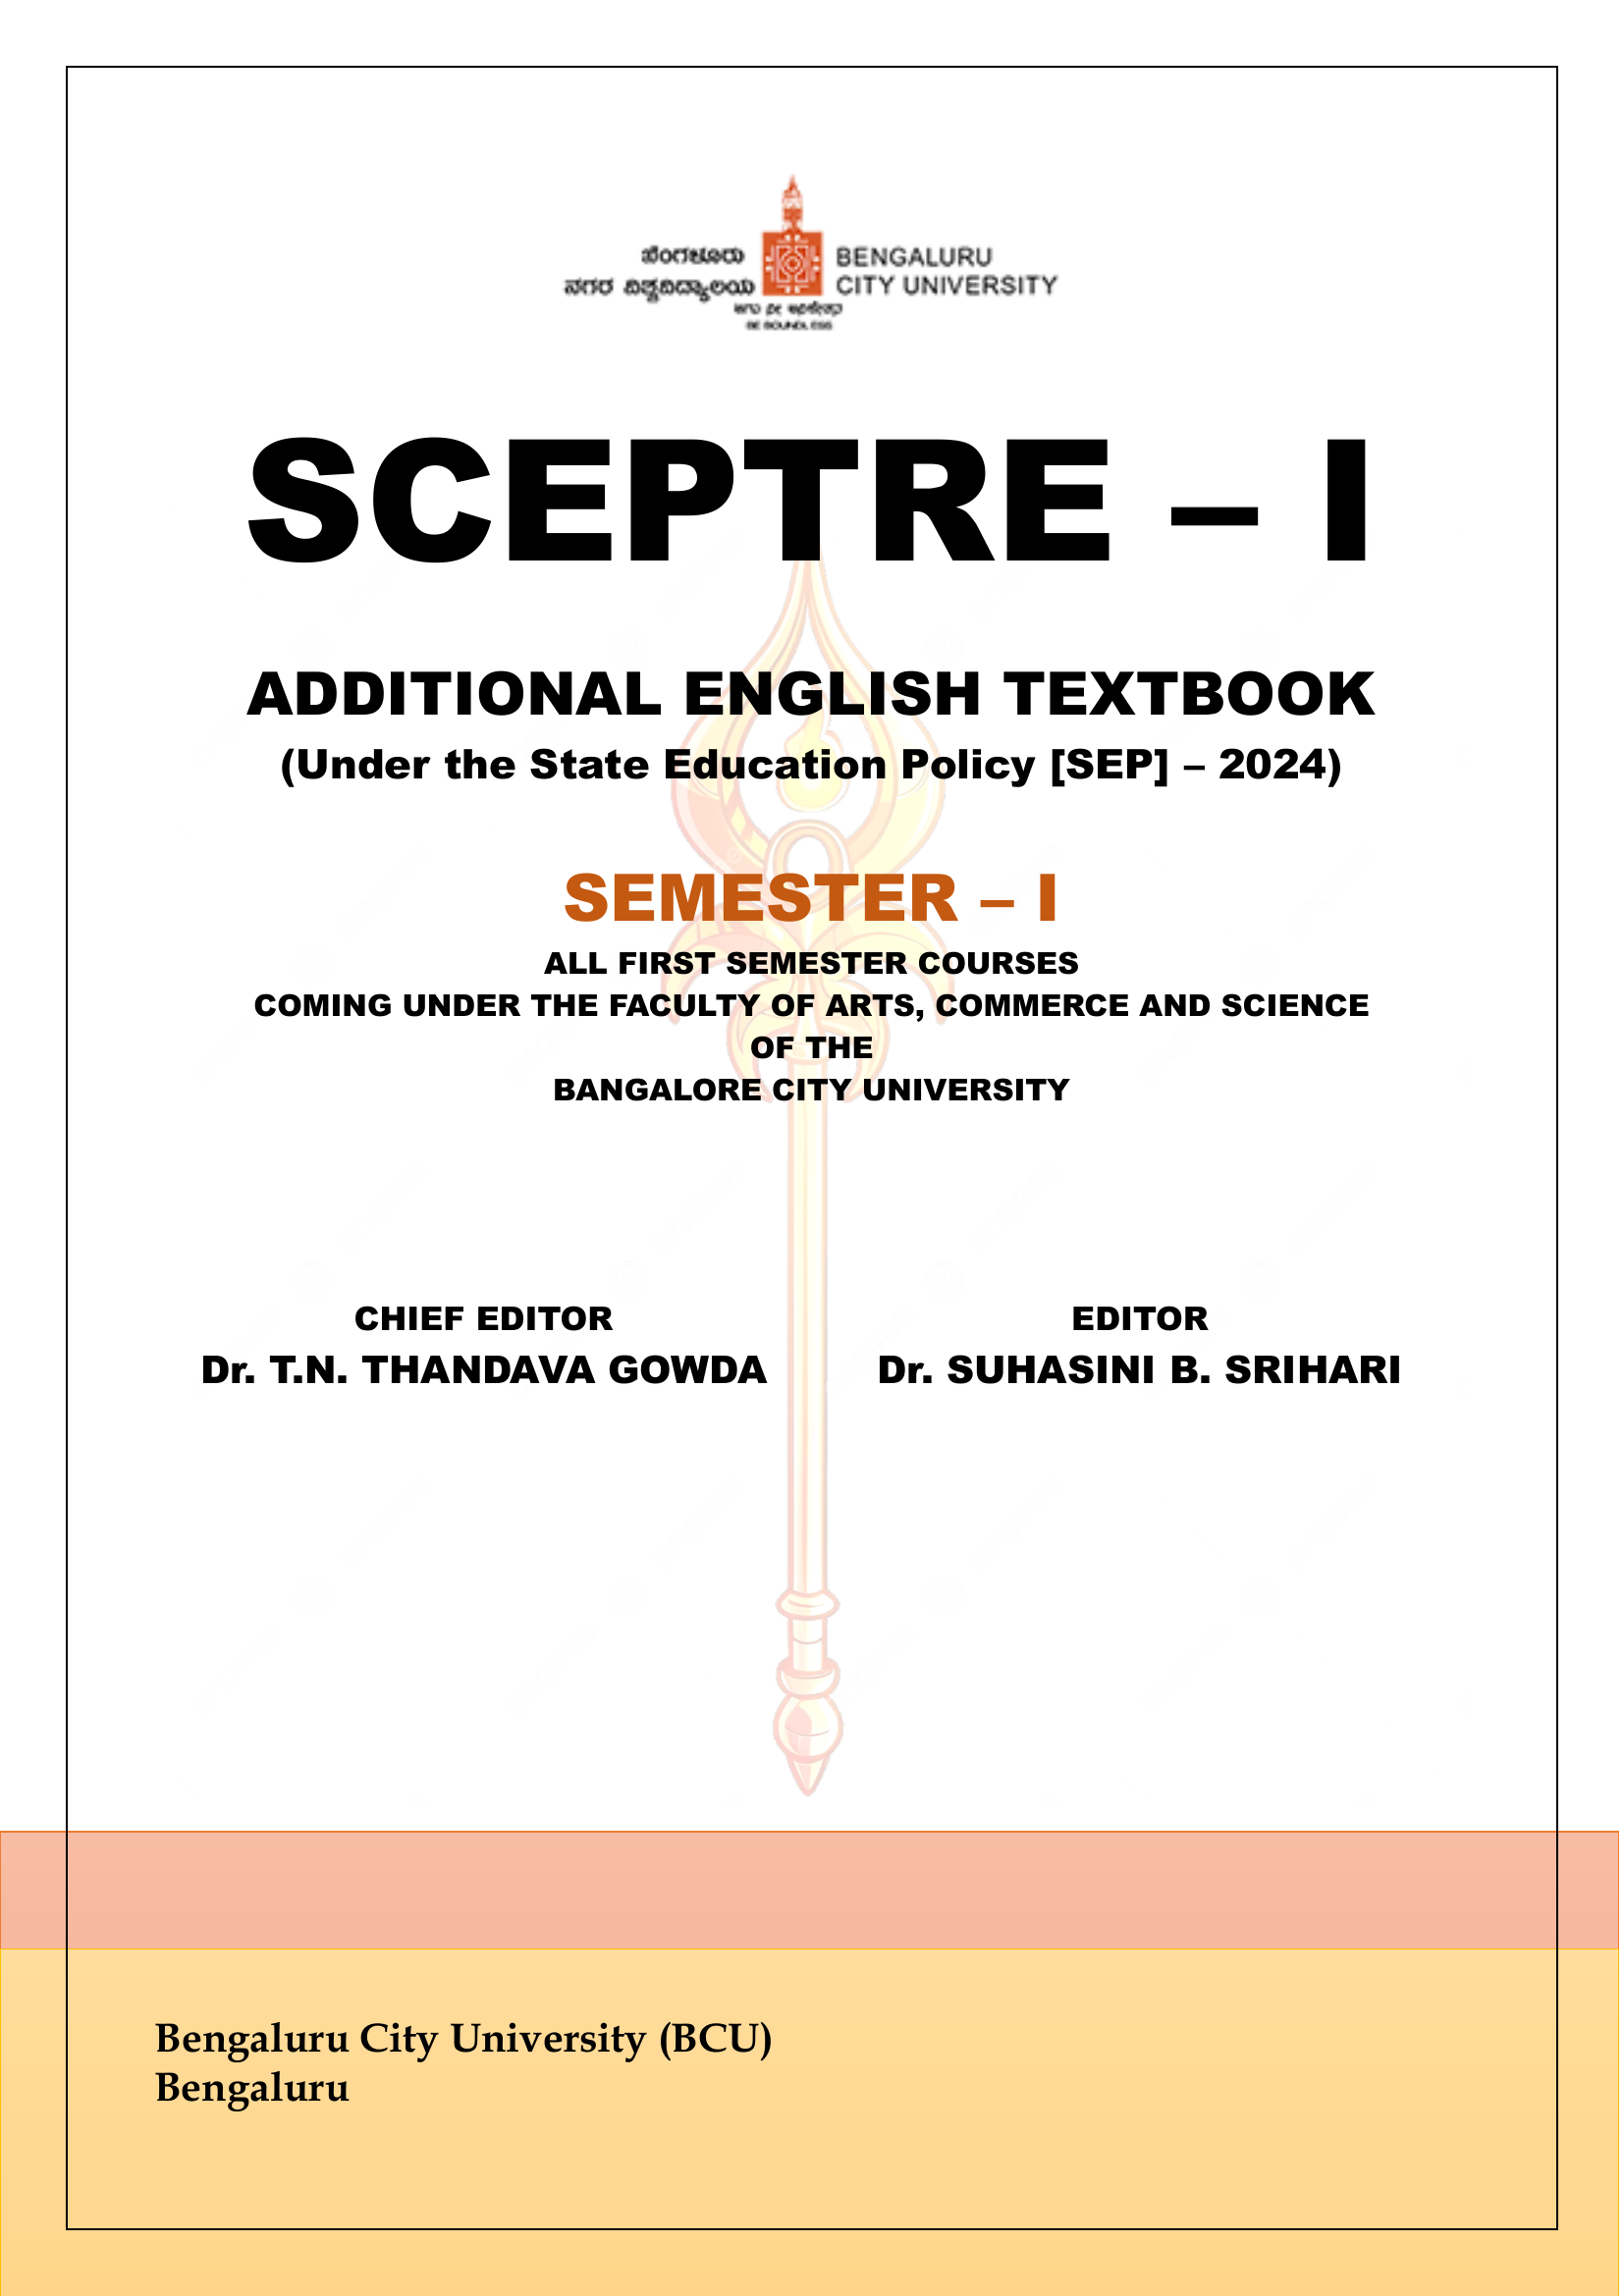 ಬೆಂಗಳೂರು
ನಗರ ವಿಶ್ವವಿದ್ಯಾಲಯ
BENGALURU
CITY UNIVERSITY
BE BOUNDLESS
SCEPTRE – I
ADDITIONAL ENGLISH TEXTBOOK
(Under the State Education Policy [SEP] – 2024)
SEMESTER – I
ALL FIRST SEMESTER COURSES
COMING UNDER THE FACULTY OF ARTS, COMMERCE AND SCIENCE
OF THE
BANGALORE CITY UNIVERSITY
CHIEF EDITOR
Dr. T.N. THANDAVA GOWDA
EDITOR
Dr. SUHASINI B. SRIHARI
Bengaluru City University (BCU)
Bengaluru